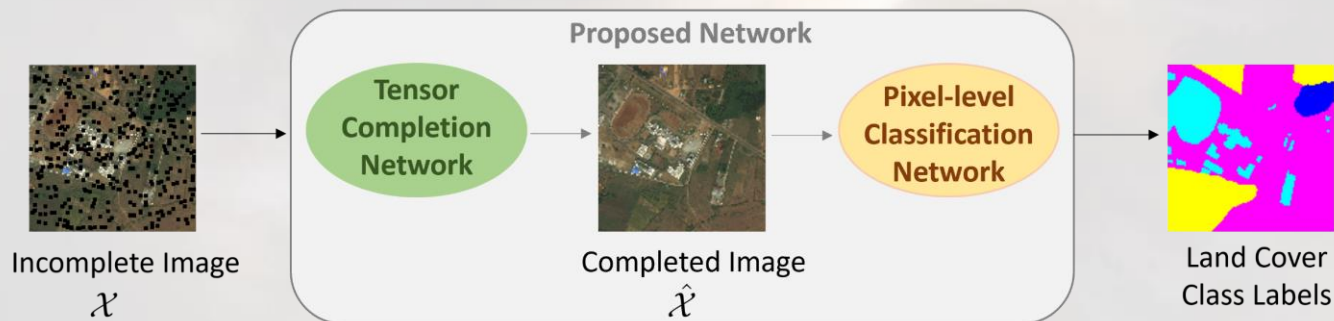 Proposed Network
Tensor
Completion
Network
Pixel-level
Classification
Network
Incomplete Image
𝒳
Completed Image
𝒳̂
Land Cover
Class Labels